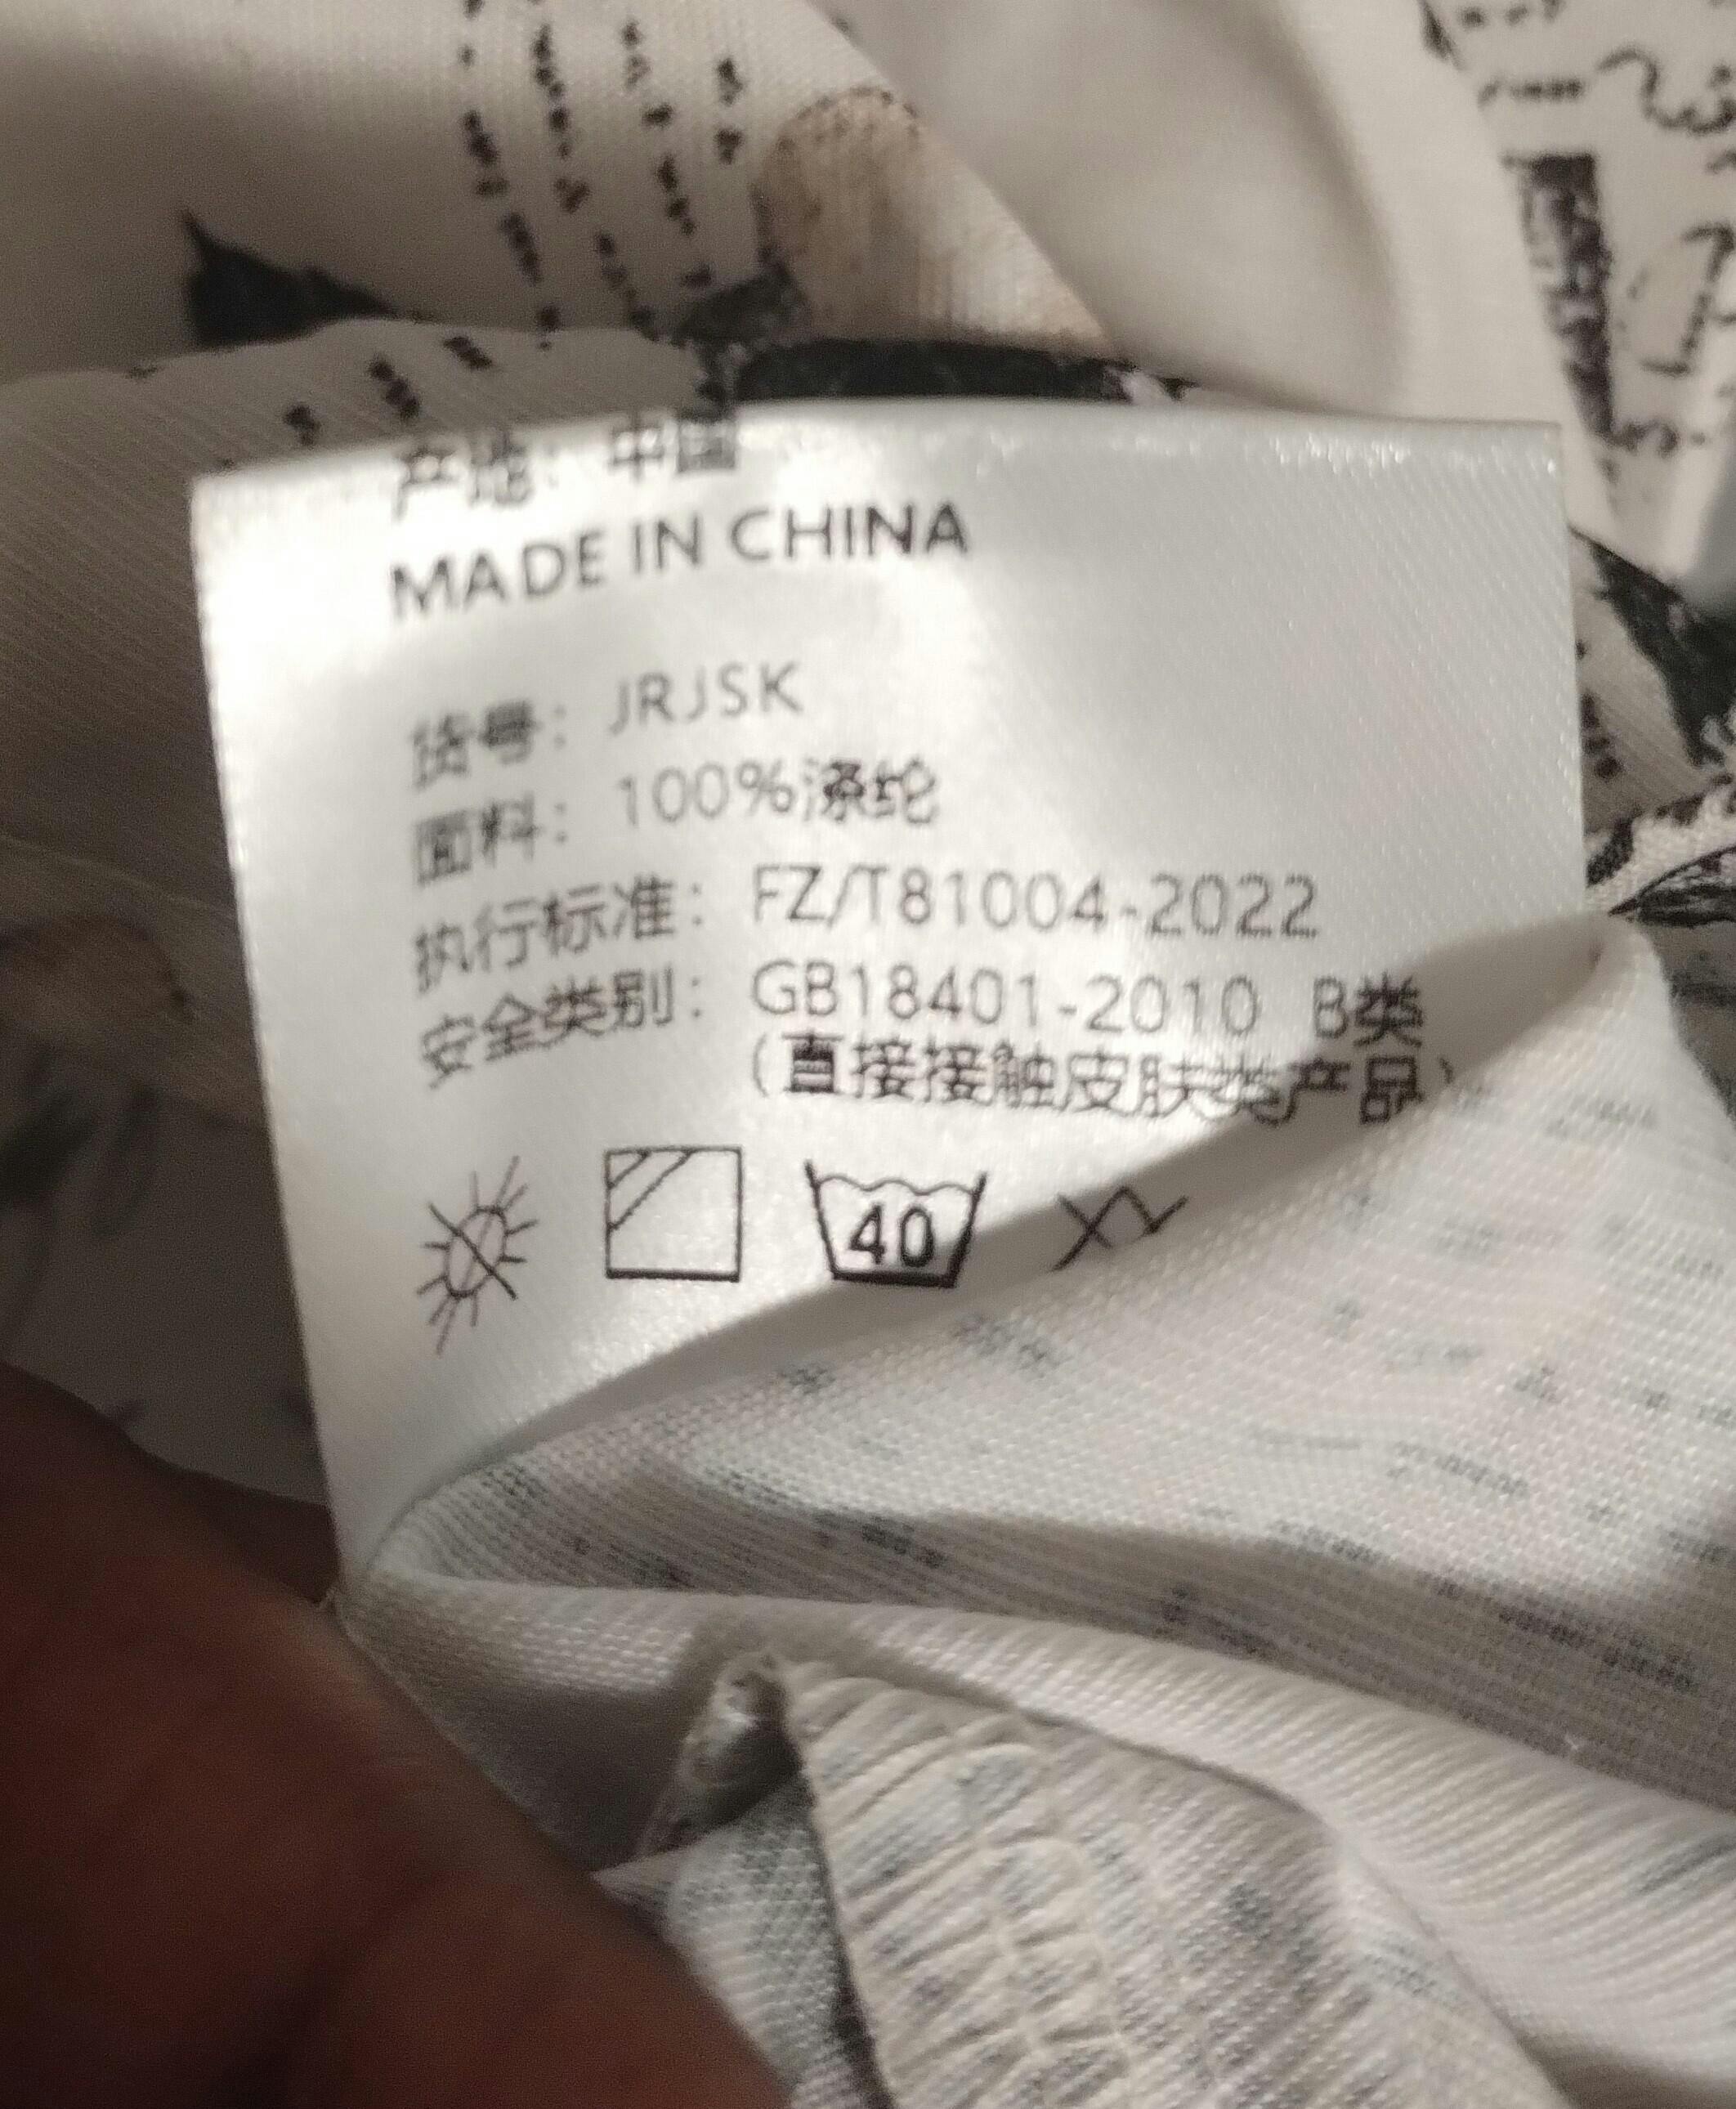 产地：中国
MADE IN CHINA
货号：JRJSK
面料：100%涤纶
执行标准：FZ/T81004-2022
安全类别：GB18401-2010 B类
（直接接触皮肤类产品）
40